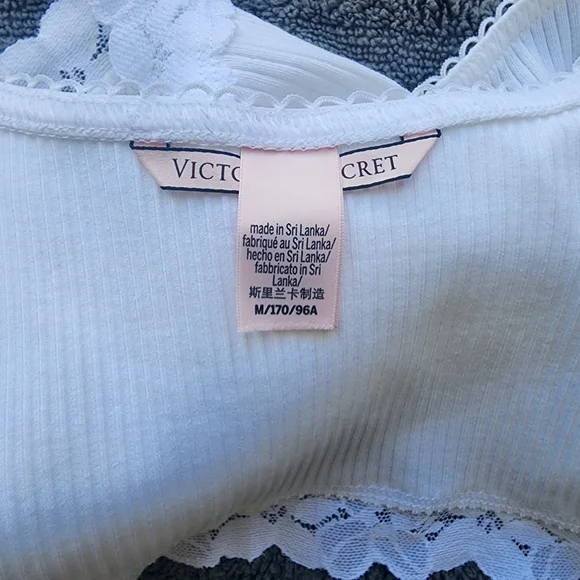 VICTO CRET
made in Sri Lanka/
fabriqué au Sri Lanka/
hecho en Sri Lanka/
fabbricato in Sri
Lanka/
斯里兰卡制造
M/170/96A